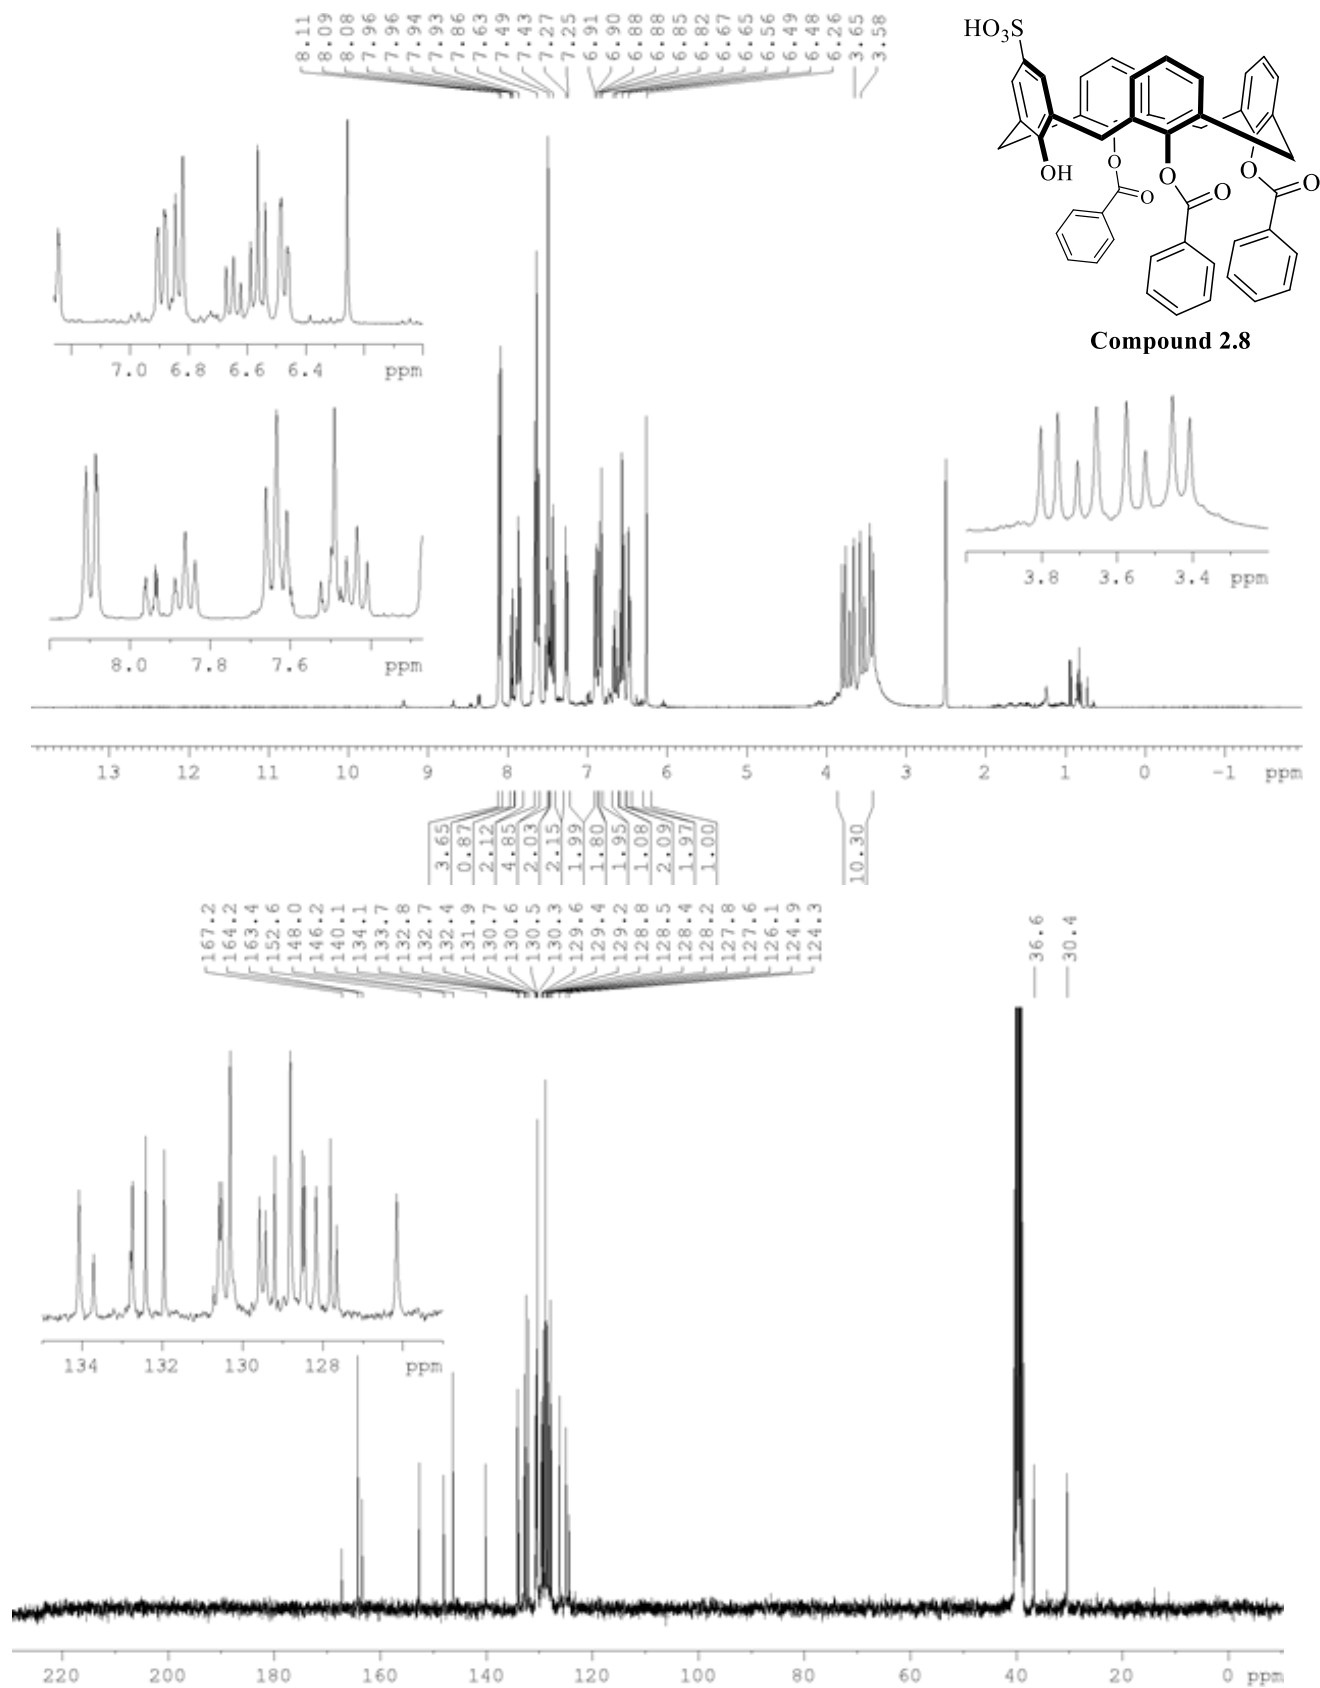 8.11 8.09 8.08 7.96 7.96 7.94 7.93 7.86 7.63 7.49 7.43 7.27 7.25 6.91 6.90 6.88 6.88 6.85 6.82 6.67 6.65 6.56 6.49 6.48 6.26 3.65 3.58
HO3S
OH O O O O O O
Compound 2.8
7.0 6.8 6.6 6.4 ppm
8.0 7.8 7.6 ppm
3.8 3.6 3.4 ppm
13 12 11 10 9 8 7 6 5 4 3 2 1 0 -1 ppm
3.65 0.87 2.12 4.85 2.03 2.15 1.99 1.80 1.95 1.08 2.09 1.97 1.00 10.30
167.2 164.2 163.4 152.6 148.0 146.2 140.1 134.1 133.7 132.8 132.7 132.4 131.9 130.7 130.6 130.5 130.3 129.6 129.4 129.2 128.8 128.5 128.4 128.2 127.8 127.6 126.1 124.9 124.3 36.6 30.4
134 132 130 128 ppm
220 200 180 160 140 120 100 80 60 40 20 0 ppm